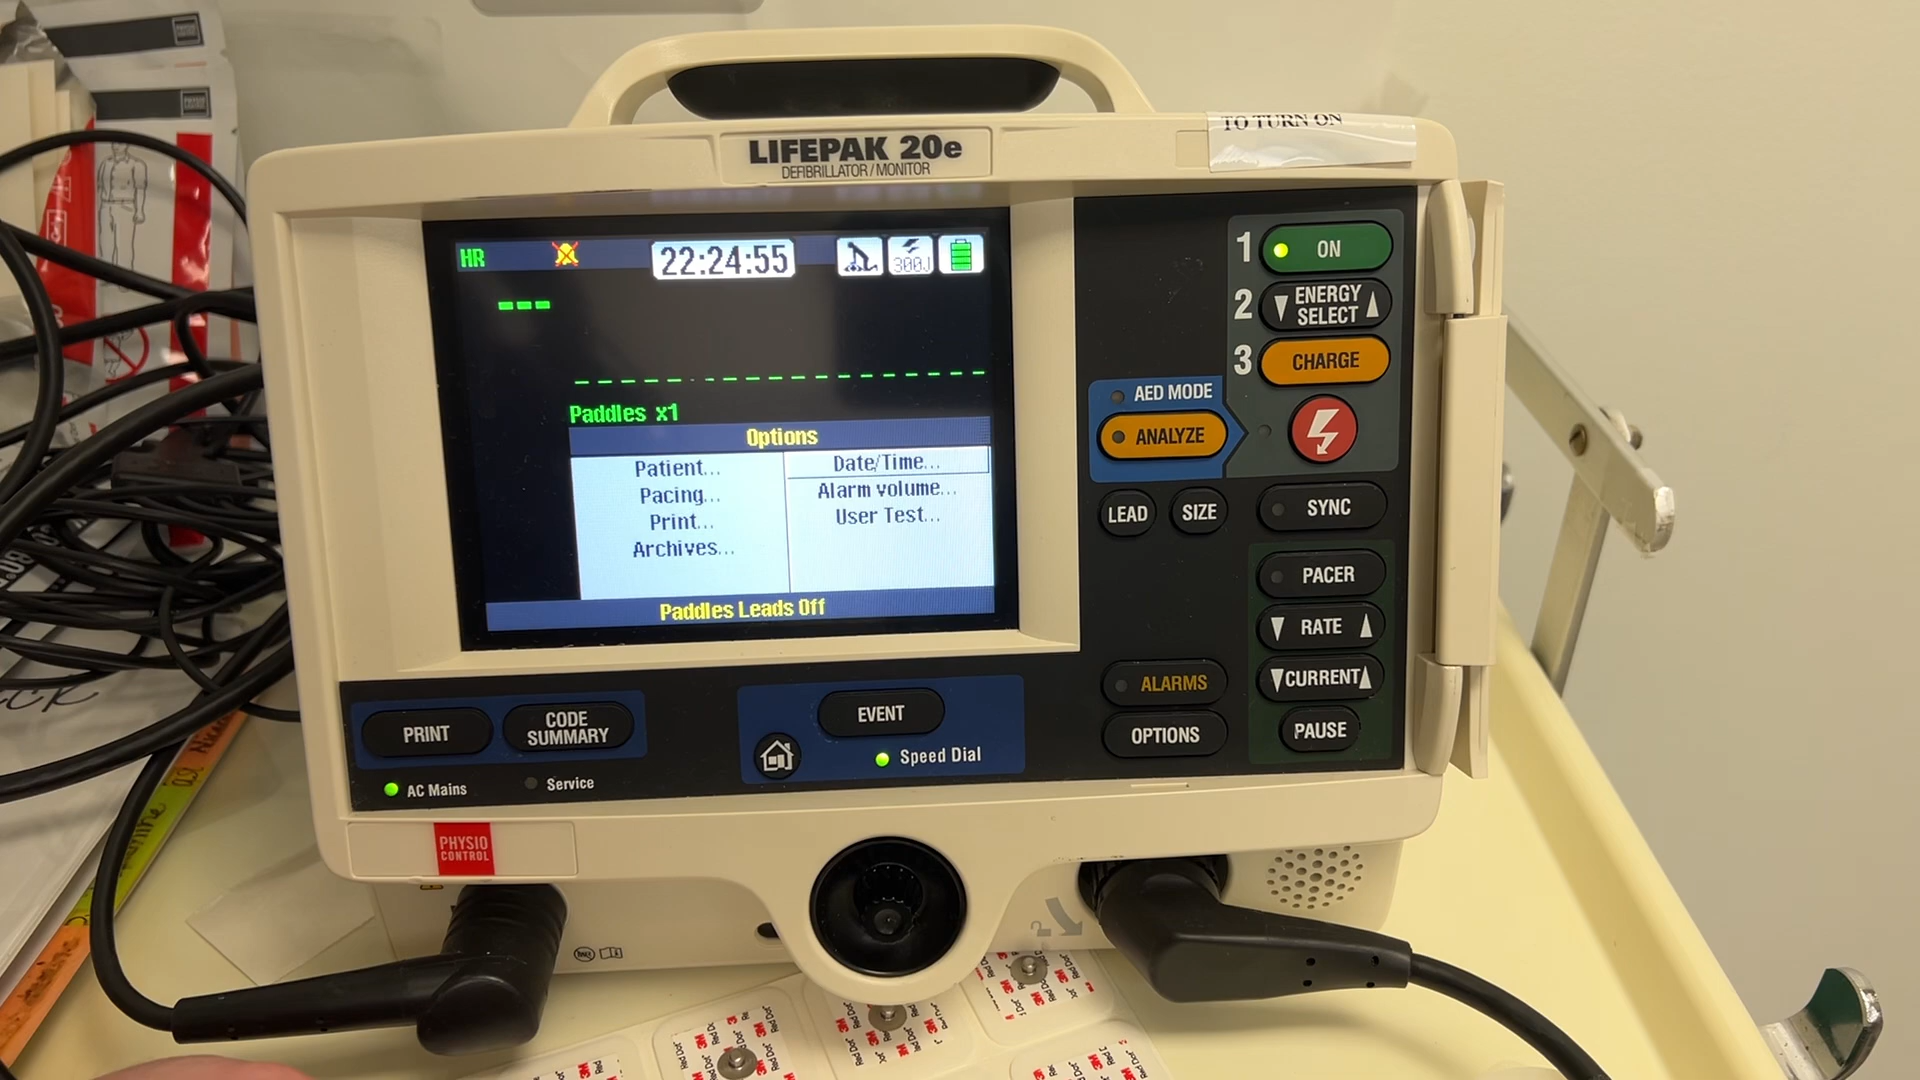 TO TURN ON
LIFEPAK 20e
DEFIBRILLATOR/MONITOR
HR
22:24:55
300J
---
Paddles x1
Options
Patient...
Pacing...
Print...
Archives...
Date/Time...
Alarm volume...
User Test...
Paddles Leads Off
1 ON
2 ENERGY SELECT
3 CHARGE
AED MODE
ANALYZE
LEAD
SIZE
SYNC
PACER
RATE
CURRENT
PAUSE
ALARMS
OPTIONS
PRINT
CODE
SUMMARY
EVENT
Speed Dial
AC Mains
Service
PHYSIO
CONTROL
3M Red Dot